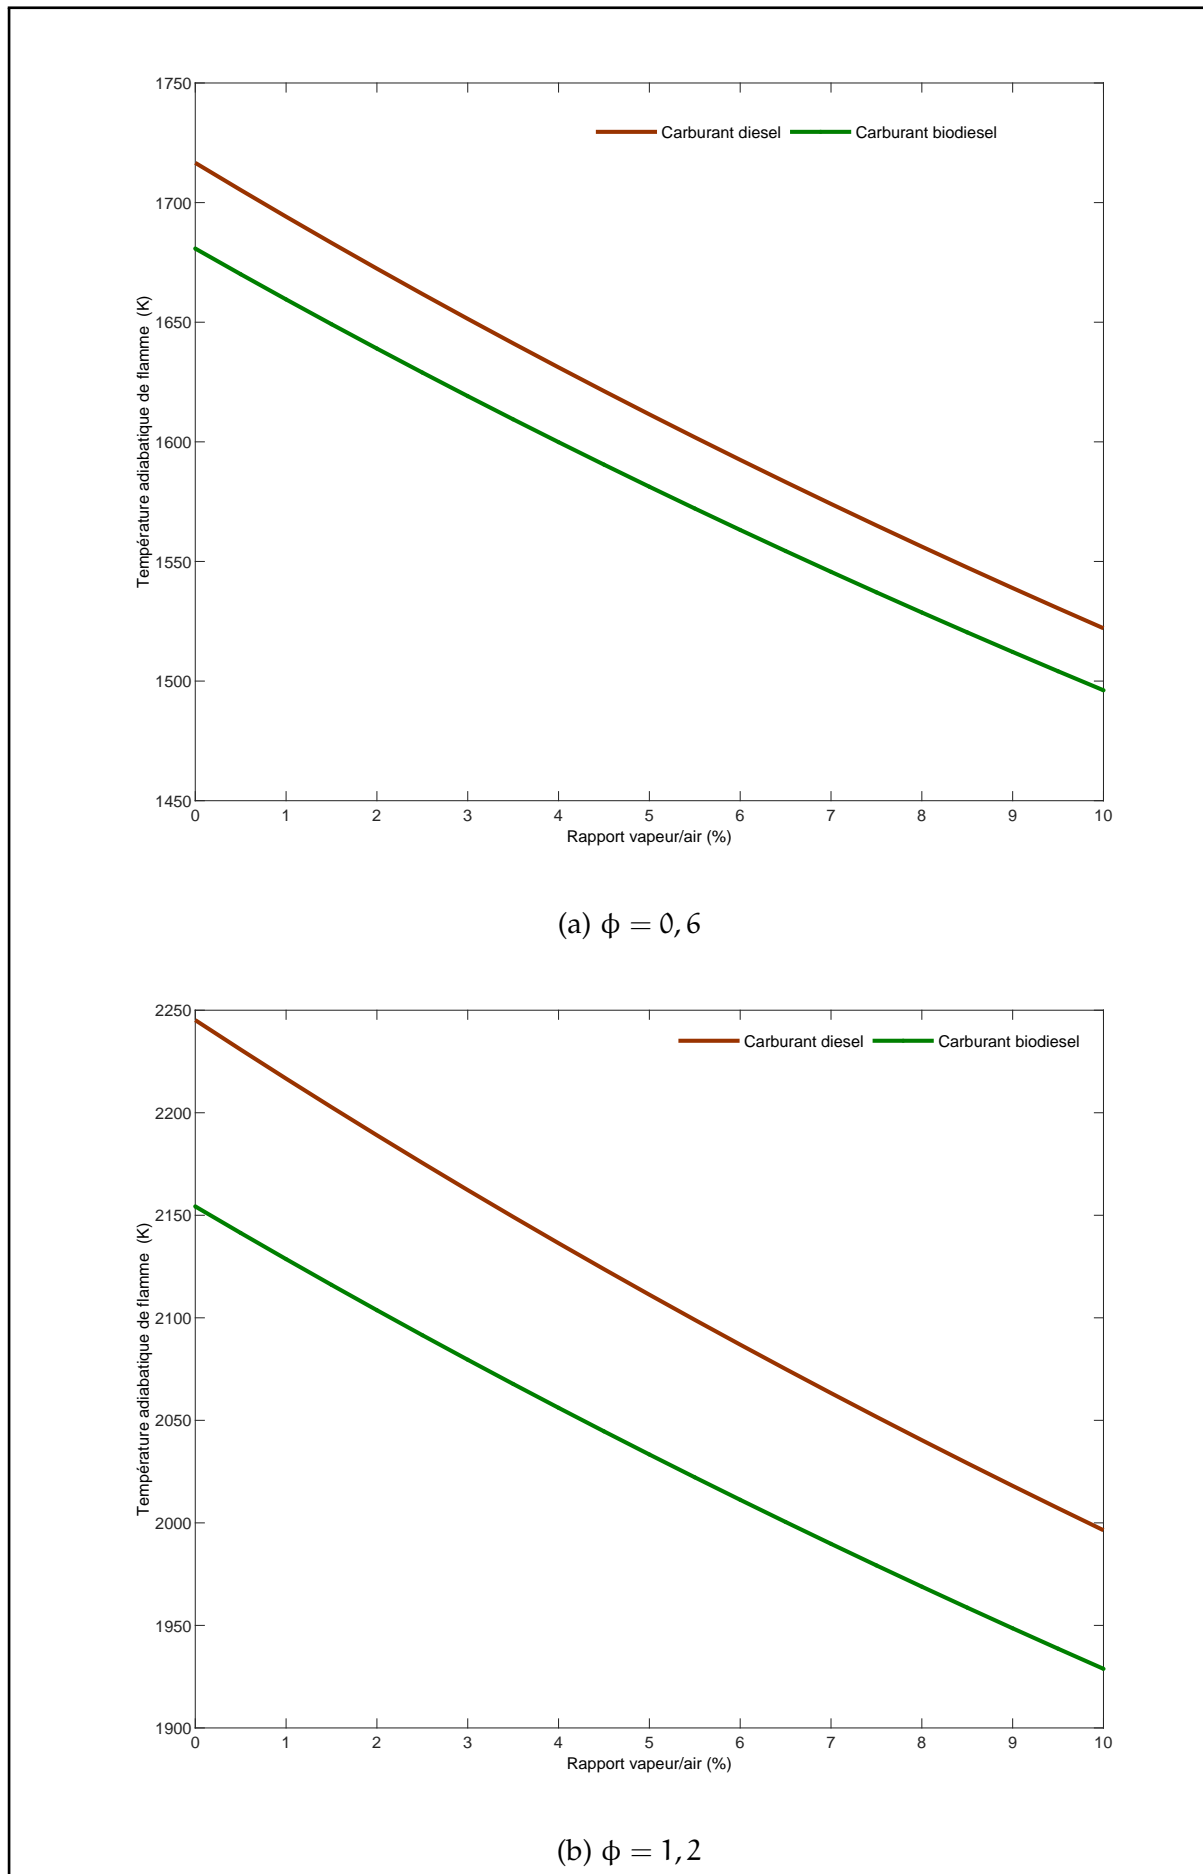 1750
1700
1650
1600
1550
1500
1450
Température adiabatique de flamme (K)
Carburant diesel Carburant biodiesel
0 1 2 3 4 5 6 7 8 9 10
Rapport vapeur/air (%)
(a) ϕ = 0, 6
2250
2200
2150
2100
2050
2000
1950
1900
Température adiabatique de flamme (K)
Carburant diesel Carburant biodiesel
0 1 2 3 4 5 6 7 8 9 10
Rapport vapeur/air (%)
(b) ϕ = 1, 2